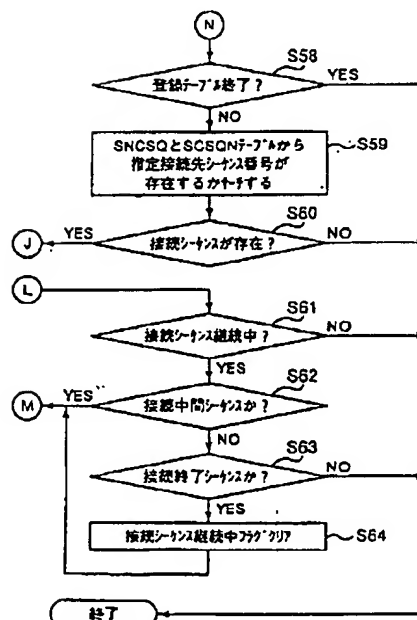 N
S58
登録テーブル終了？
YES
NO
SNCSQとSCSQNテーブルから
推定接続先シーケンス番号が
存在するかサーチする
S59
S60
J
YES
接続シーケンスが存在？
NO
L
S61
接続シーケンス継続中？
NO
YES
S62
M
YES
接続中間シーケンスか？
NO
S63
接続終了シーケンスか？
NO
YES
接続シーケンス継続中フラグクリア
S64
終了